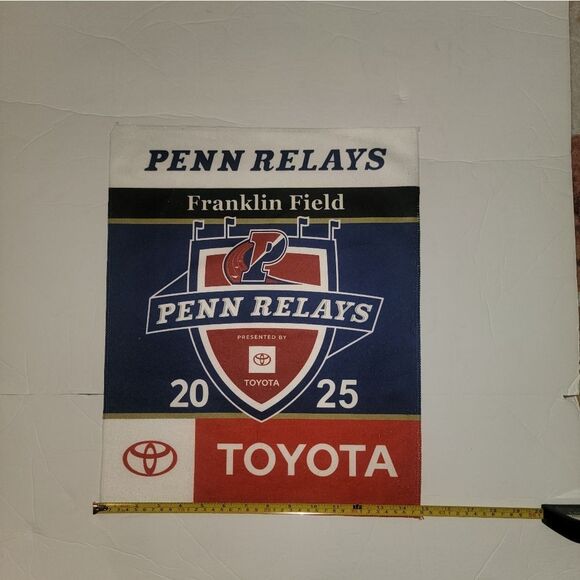 PENN RELAYS
Franklin Field
P
PENN RELAYS
PRESENTED BY
TOYOTA
20 25
TOYOTA